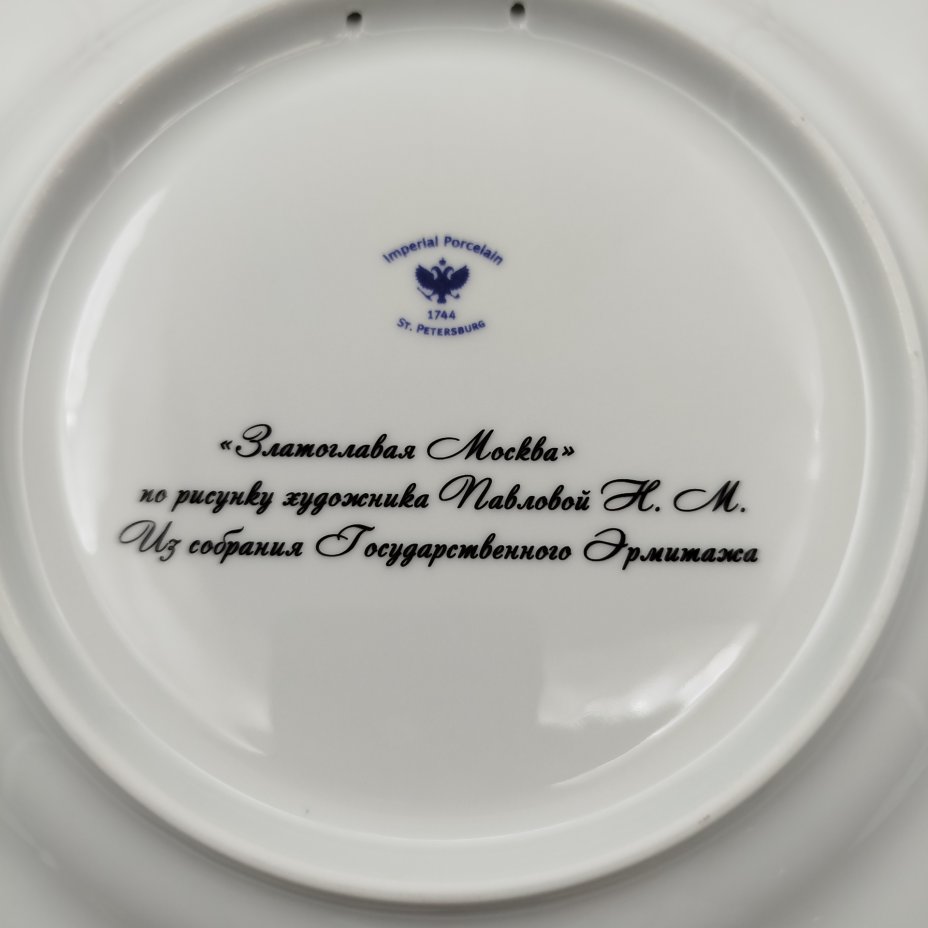 Imperial Porcelain
1744
St. Petersburg
«Златоглавая Москва»
по рисунку художника Павловой Н. М.
Из собрания Государственного Эрмитажа